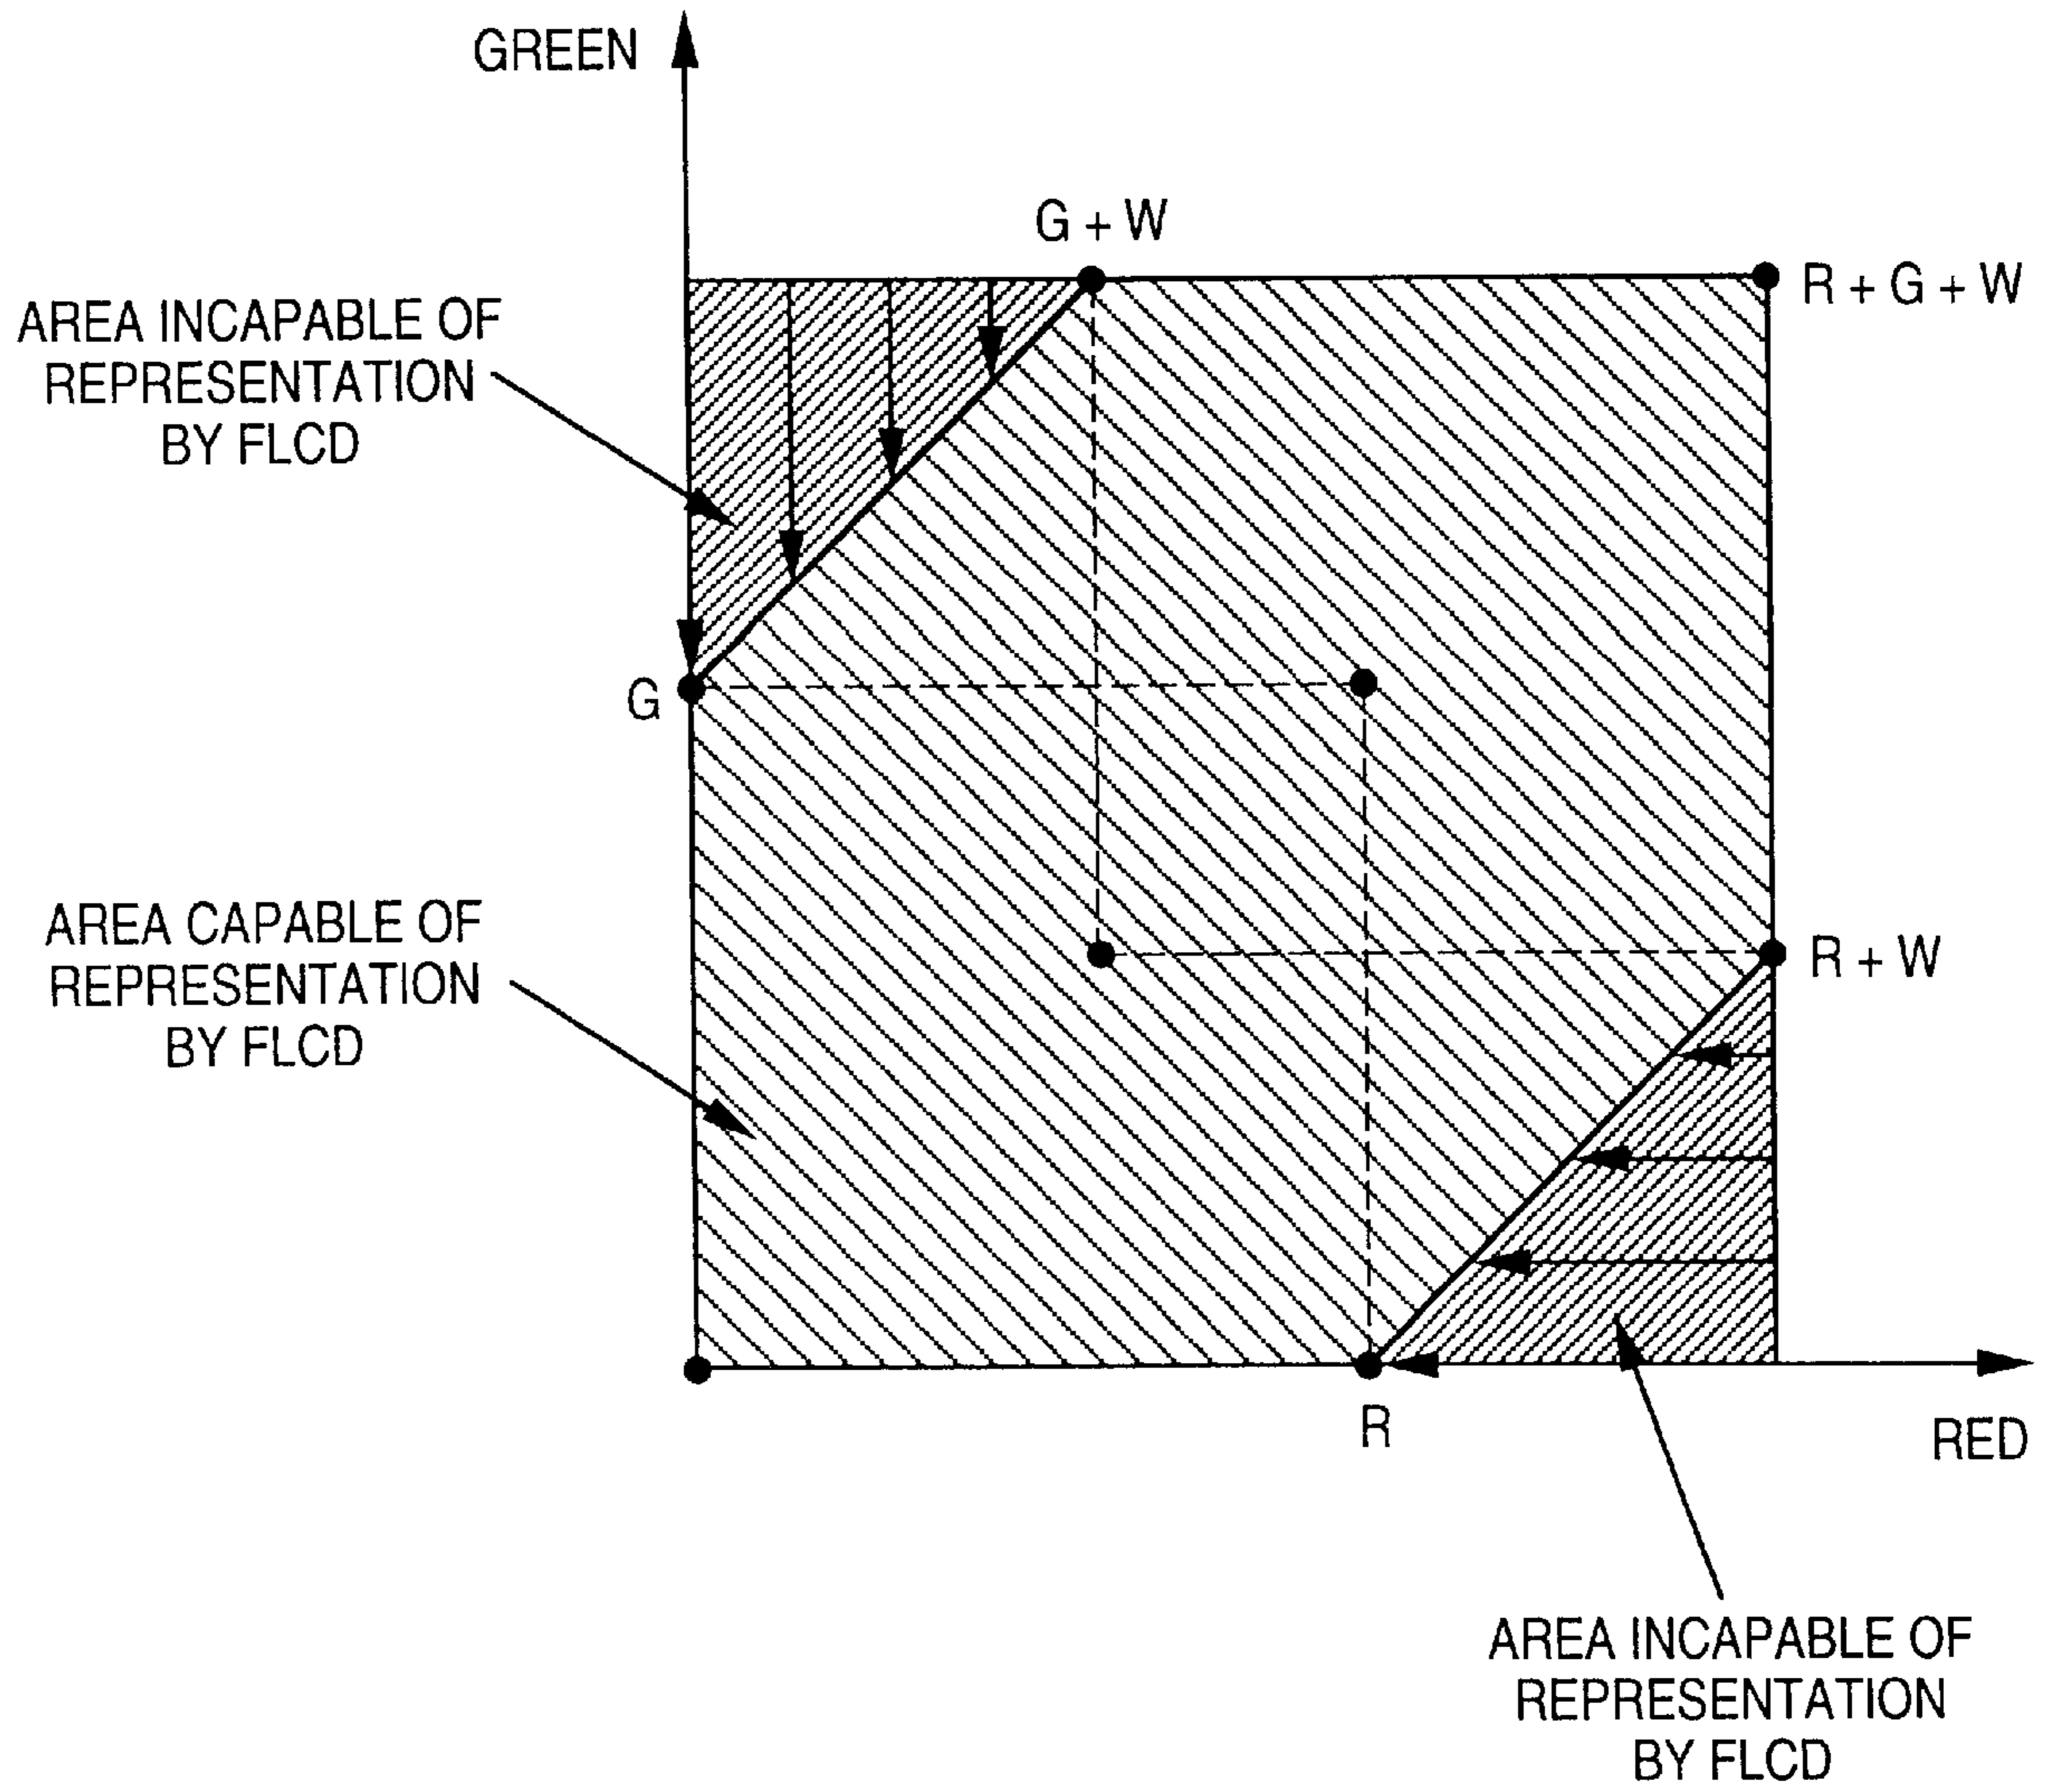 GREEN
G + W
R + G + W
AREA INCAPABLE OF
REPRESENTATION
BY FLCD
G
AREA CAPABLE OF
REPRESENTATION
BY FLCD
R + W
R
RED
AREA INCAPABLE OF
REPRESENTATION
BY FLCD